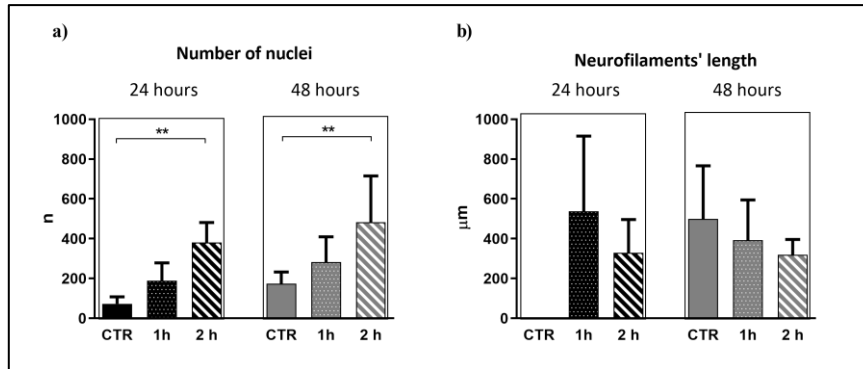 a)
Number of nuclei
24 hours
48 hours
1000
800
600
400
200
0
n
**
**
CTR 1h 2 h
CTR 1h 2 h
b)
Neurofilaments' length
24 hours
48 hours
1000
800
600
400
200
0
μm
CTR 1h 2 h
CTR 1h 2 h